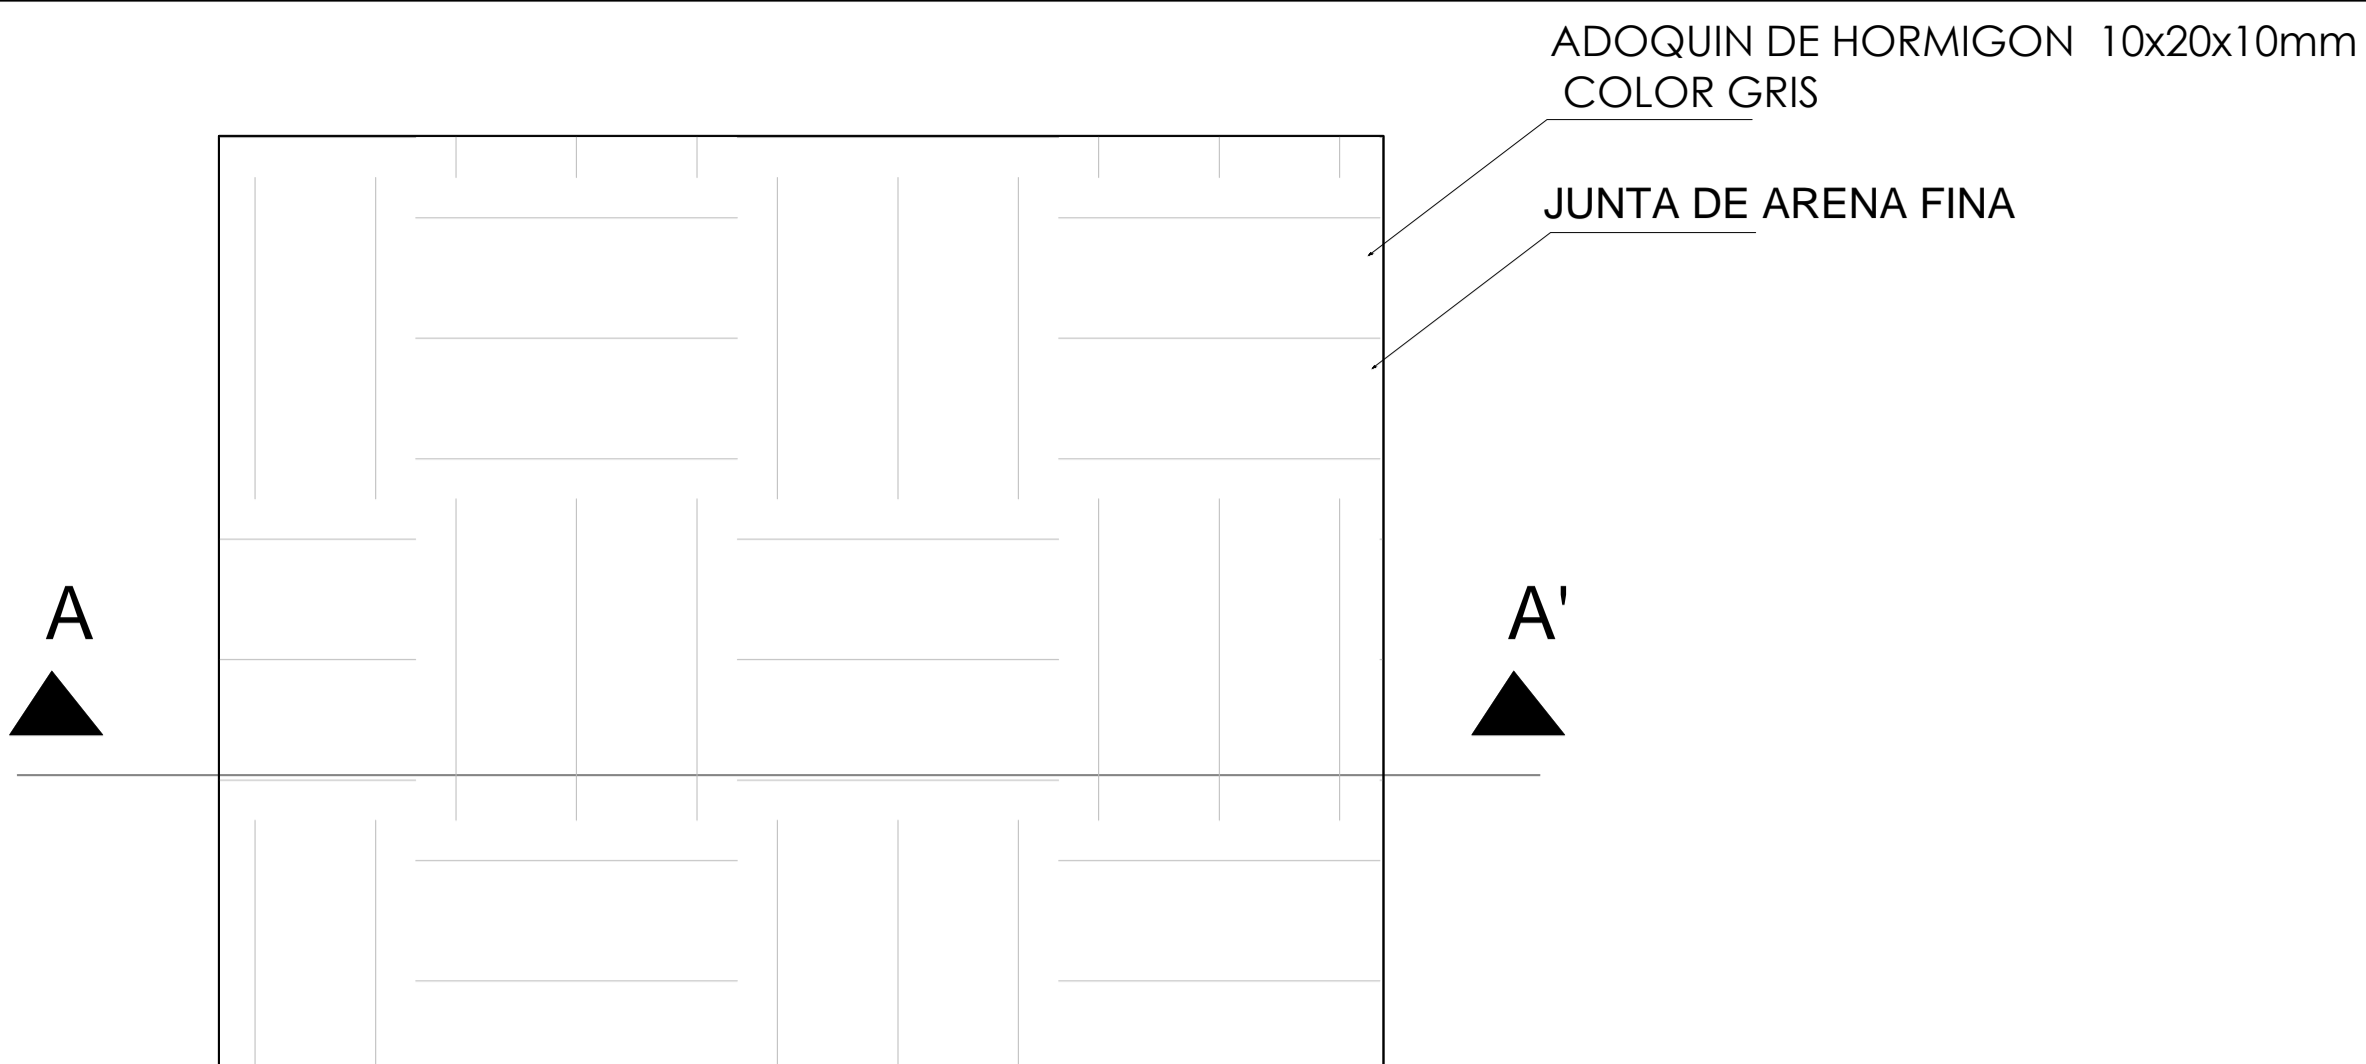 ADOQUIN DE HORMIGON 10x20x10mm
COLOR GRIS
JUNTA DE ARENA FINA
A
A'